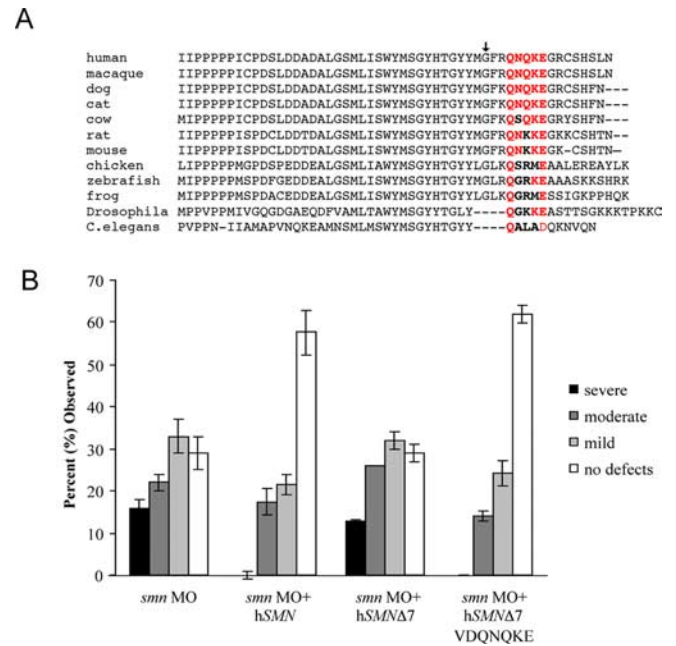 A
human IIPPPPPICPDSLDDADALGSMLISWYMSGYHTGYYMGFRQNQKEGRCSHSLN
macaque IIPPPPPICPDSLDDADALGSMLISWYMSGYHTGYYMGFRQNQKEGRCSHSLN
dog IIPPPPPICPDSLDDADALGSMLISWYMSGYHTGYYMGFKQNQKEGRCSHFN---
cat IIPPPPPICPDSLDDADALGSMLISWYMSGYHTGYYMGFKQNQKEGRCSHFN---
cow MIPPPPPICPDSLDDADALGSMLISWYMSGYHTGYYMGFKQSQKEGRYSHFN---
rat IIPPPPPISPDCLDDTDALGSMLISWYMSGYHTGYYMGFRQNKKEGKKCSHTN--
mouse IIPPPPPISPDCLDDTDALGSMLISWYMSGYHTGYYMGFRQNKKEGK-CSHTN--
chicken LIPPPPPMGPDSPEDDEALGSMLIAWYMSGYHTGYYLGLKQSRMEAALEREAYLK
zebrafish MIPPPPPMSPDFGEDDEALGSMLISWYMSGYHTGYYMGLRQGRKEAAASKKSHRK
frog MIPPPPPMSPDACEDDEALGSMLISWYMSGYHTGYYLGLKQGRMESSIGKPPHQK
Drosophila MPPVPPMIVGQGDGAEQDFVAMLTAWYMSGYYTGLY-----QGKKEASTTSGKKKTPKKC
C.elegans PVPPN-IIAMAPVNQKEAMNSMLMSWYMSGYHTGYY-----QALADQKNVQN
B
Percent (%) Observed
70
60
50
40
30
20
10
0
severe
moderate
mild
no defects
smn MO
smn MO+
hSMN
smn MO+
hSMNΔ7
smn MO+
hSMNΔ7
VDQNQKE